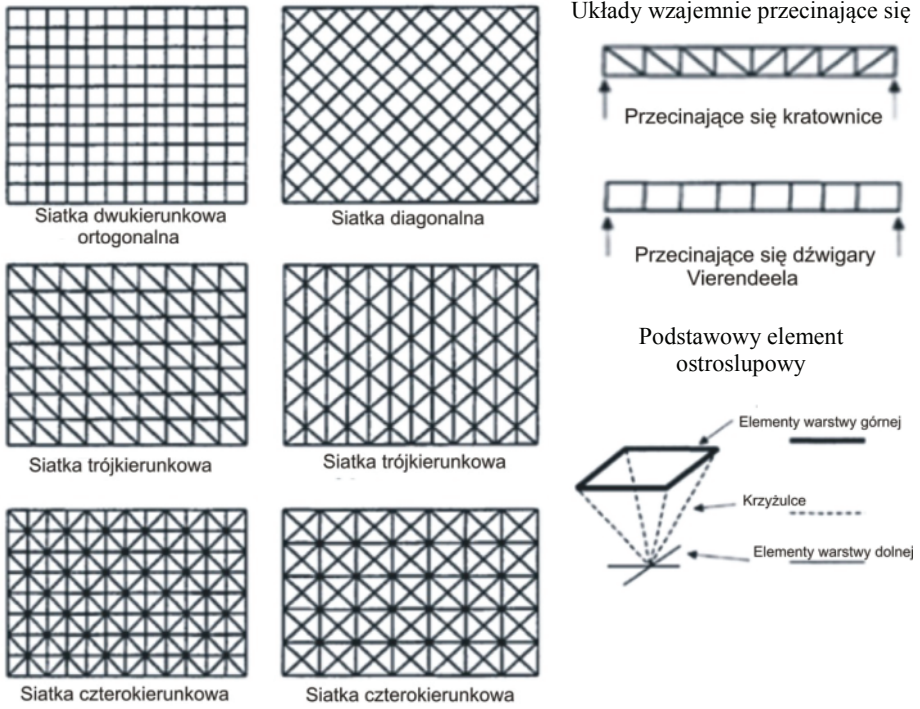 Układy wzajemnie przecinające się
Przecinające się kratownice
Siatka dwukierunkowa
ortogonalna
Siatka diagonalna
Przecinające się dźwigary
Vierendeela
Podstawowy element
ostroslupowy
Elementy warstwy górnej
Siatka trójkierunkowa
Siatka trójkierunkowa
Krzyżulce
Elementy warstwy dolnej
Siatka czterokierunkowa
Siatka czterokierunkowa